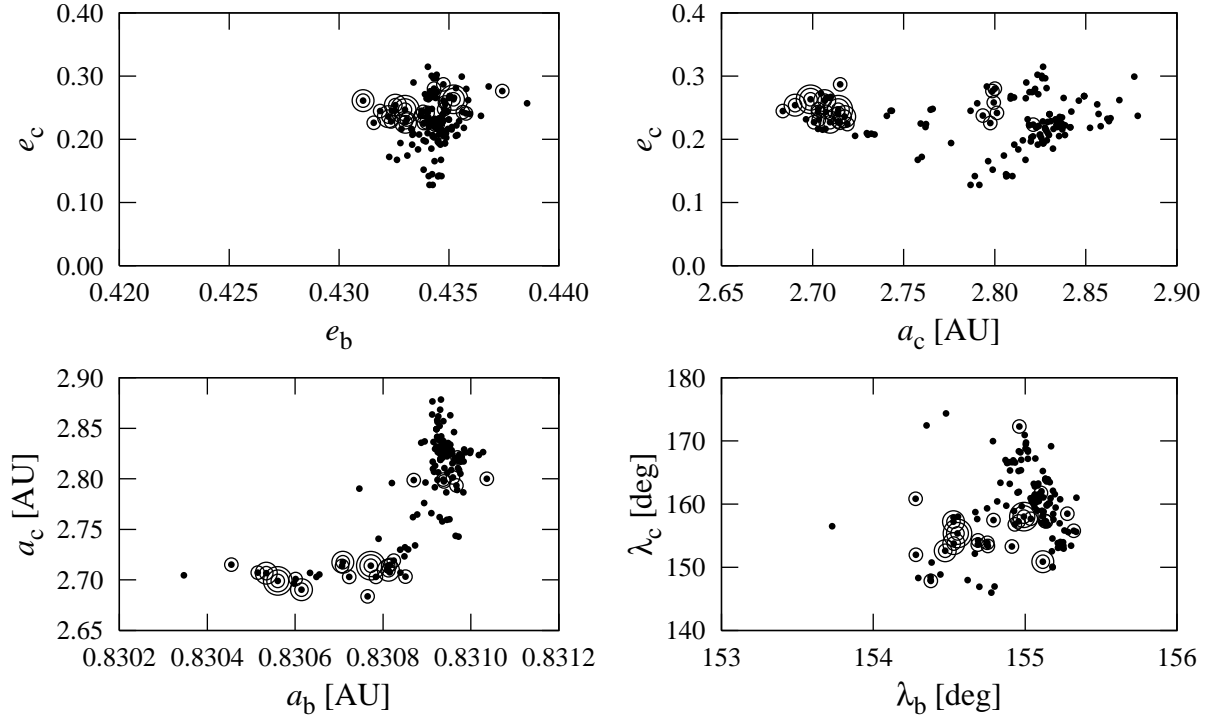 0.40
0.30
0.20
0.10
0.00
e_c
0.420 0.425 0.430 0.435 0.440
e_b
0.4
0.3
0.2
0.1
0.0
e_c
2.65 2.70 2.75 2.80 2.85 2.90
a_c [AU]
2.90
2.85
2.80
2.75
2.70
2.65
a_c [AU]
0.8302 0.8304 0.8306 0.8308 0.8310 0.8312
a_b [AU]
180
170
160
150
140
λ_c [deg]
153 154 155 156
λ_b [deg]